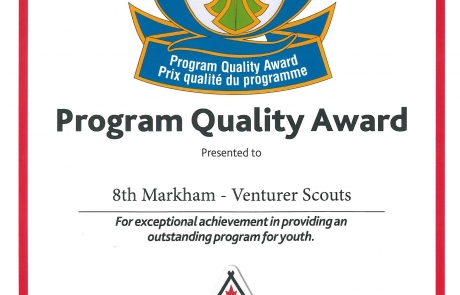 Program Quality Award
Prix qualité du programme
Program Quality Award
Presented to
8th Markham - Venturer Scouts
For exceptional achievement in providing an
outstanding program for youth.